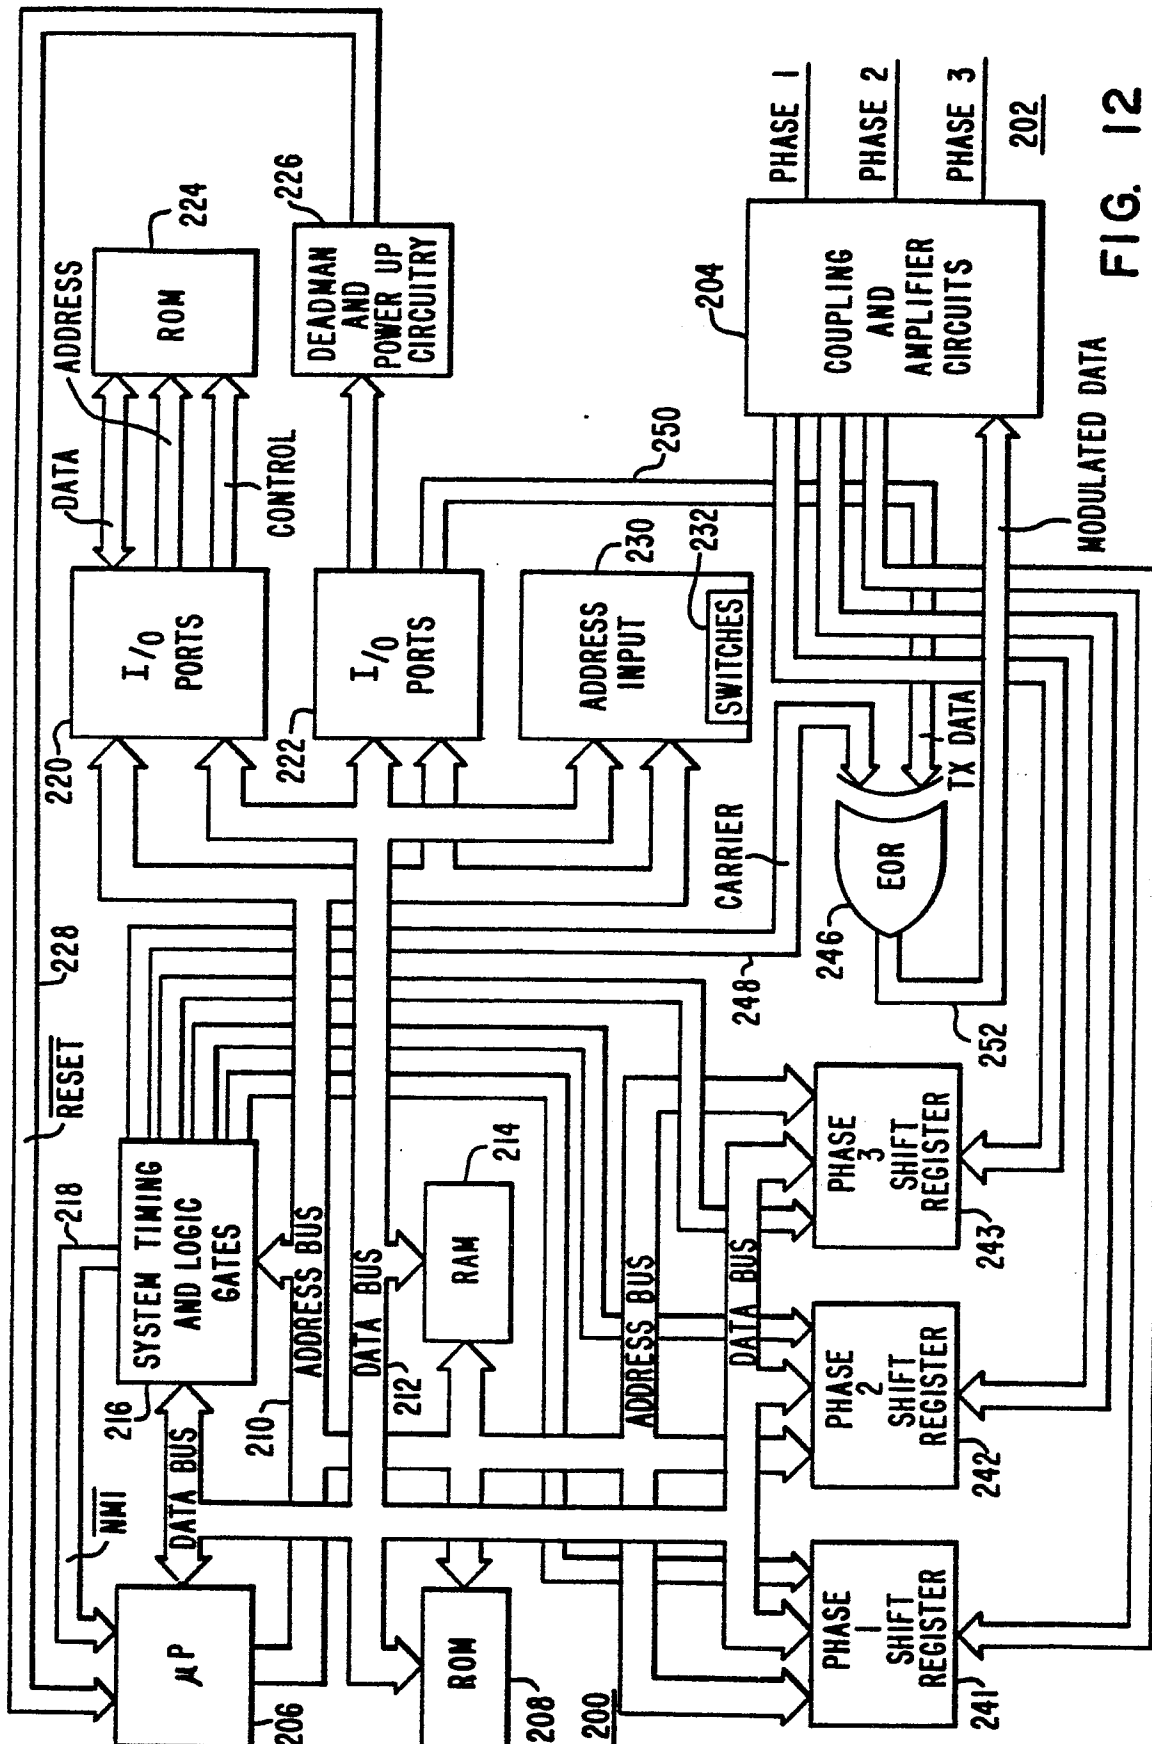 RESET
228
NMI
218
µP
206
DATA BUS
SYSTEM TIMING
AND LOGIC
GATES
216
220
I/O
PORTS
DATA
ADDRESS
CONTROL
ROM
224
210
ADDRESS BUS
DATA BUS
212
222
I/O
PORTS
DEADMAN
AND
POWER UP
CIRCUITRY
226
ROM
208
RAM
214
ADDRESS
INPUT
230
SWITCHES
232
250
200
ADDRESS BUS
DATA BUS
248
CARRIER
246
EOR
TX DATA
252
MODULATED DATA
204
COUPLING
AND
AMPLIFIER
CIRCUITS
PHASE 1
PHASE 2
PHASE 3
202
PHASE
1
SHIFT
REGISTER
241
PHASE
2
SHIFT
REGISTER
242
PHASE
3
SHIFT
REGISTER
243
FIG. 12